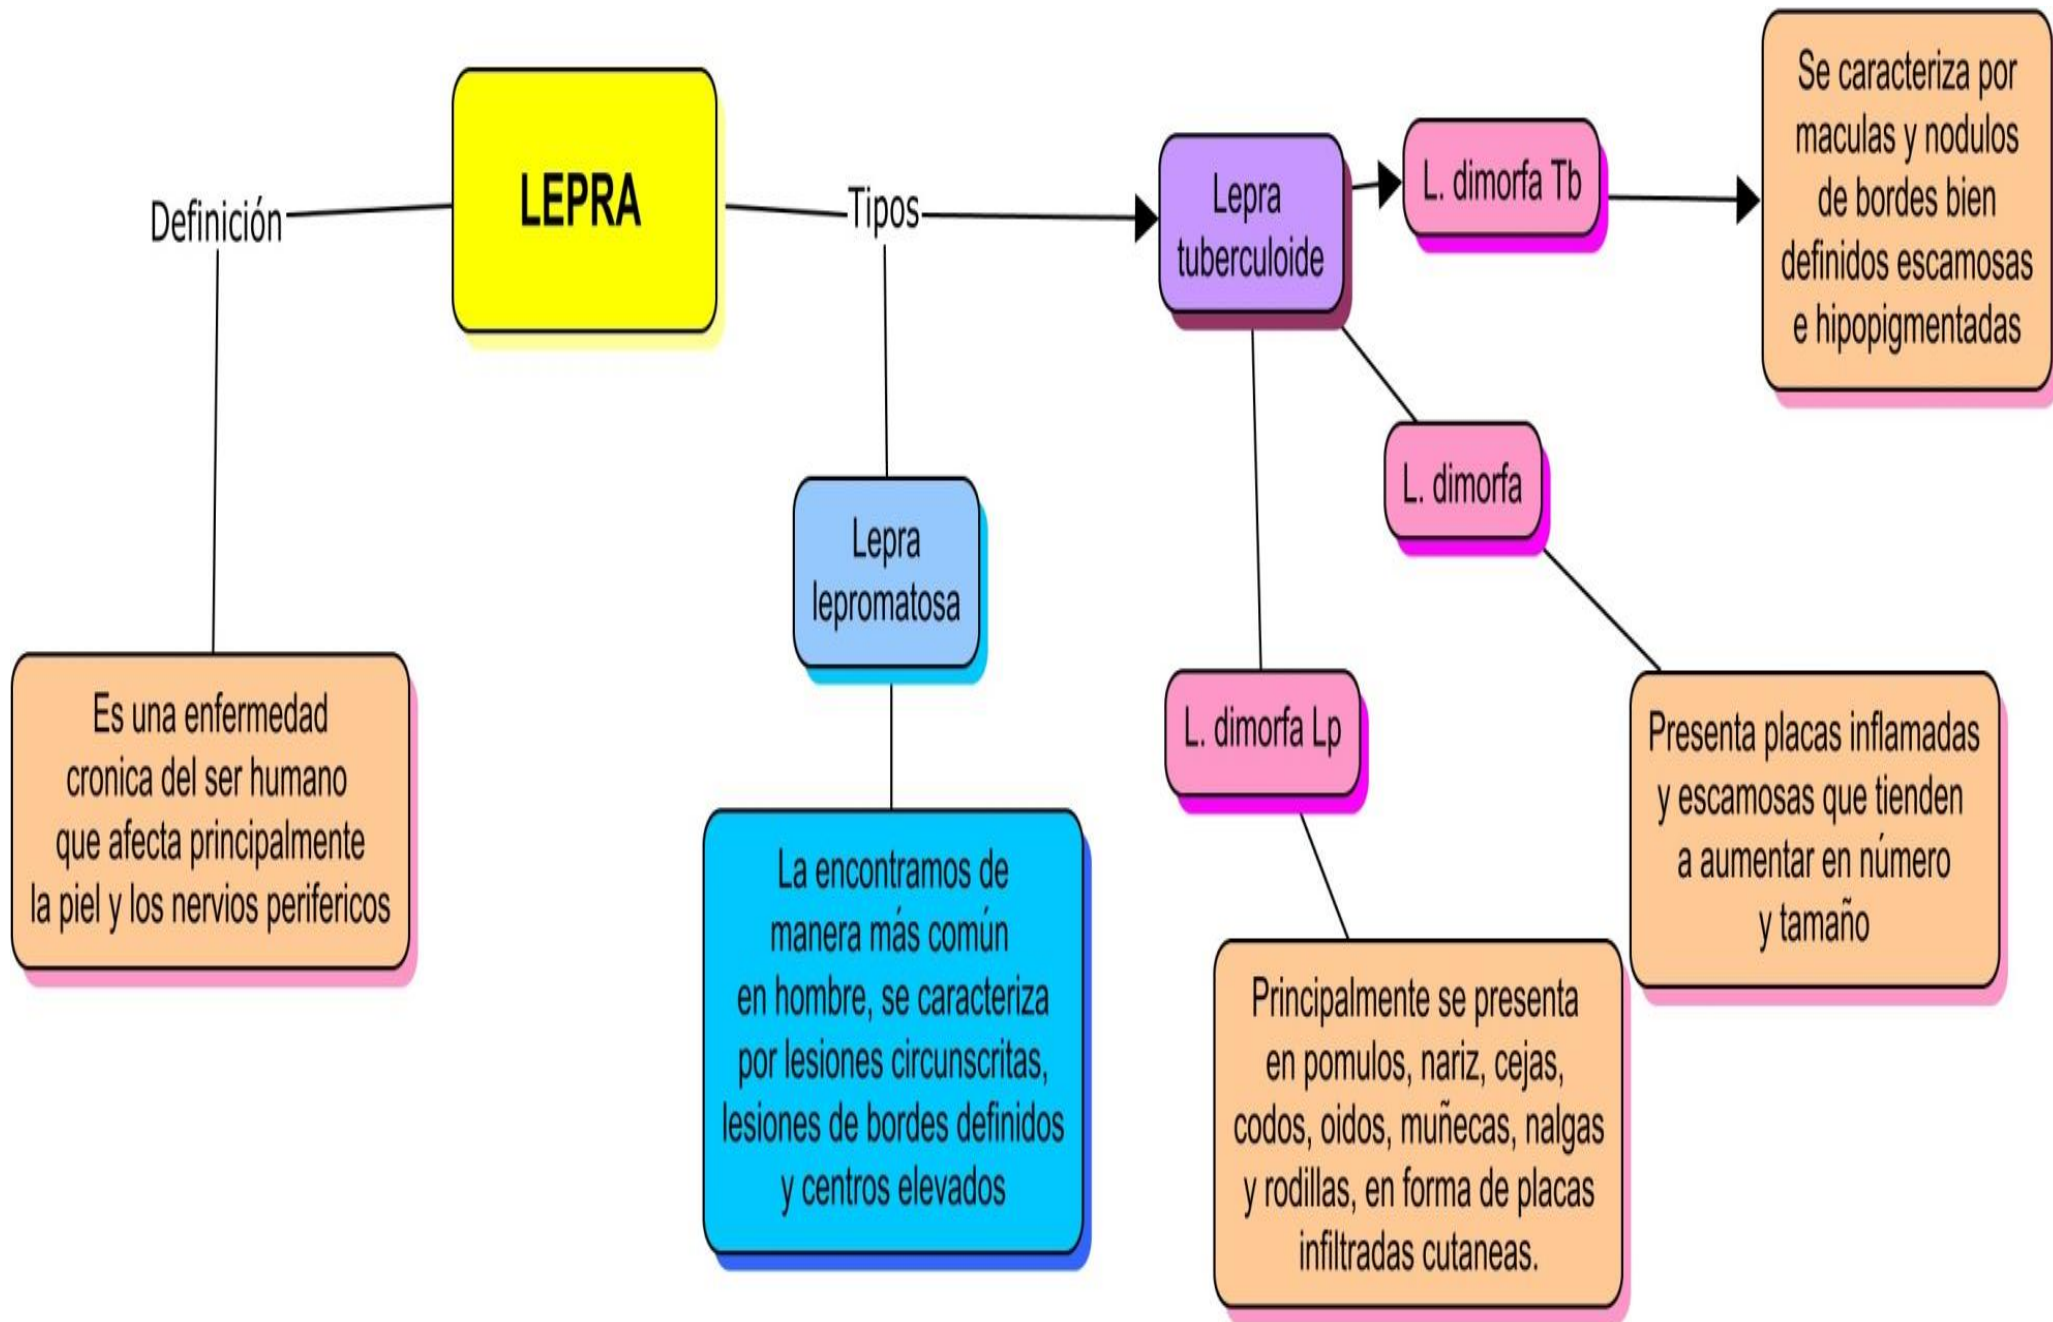 LEPRA
Definición
Es una enfermedad
cronica del ser humano
que afecta principalmente
la piel y los nervios perifericos
Tipos
Lepra
lepromatosa
La encontramos de
manera más común
en hombre, se caracteriza
por lesiones circunscritas,
lesiones de bordes definidos
y centros elevados
Lepra
tuberculoide
L. dimorfa Tb
Se caracteriza por
maculas y nodulos
de bordes bien
definidos escamosas
e hipopigmentadas
L. dimorfa
Presenta placas inflamadas
y escamosas que tienden
a aumentar en número
y tamaño
L. dimorfa Lp
Principalmente se presenta
en pomulos, nariz, cejas,
codos, oidos, muñecas, nalgas
y rodillas, en forma de placas
infiltradas cutaneas.